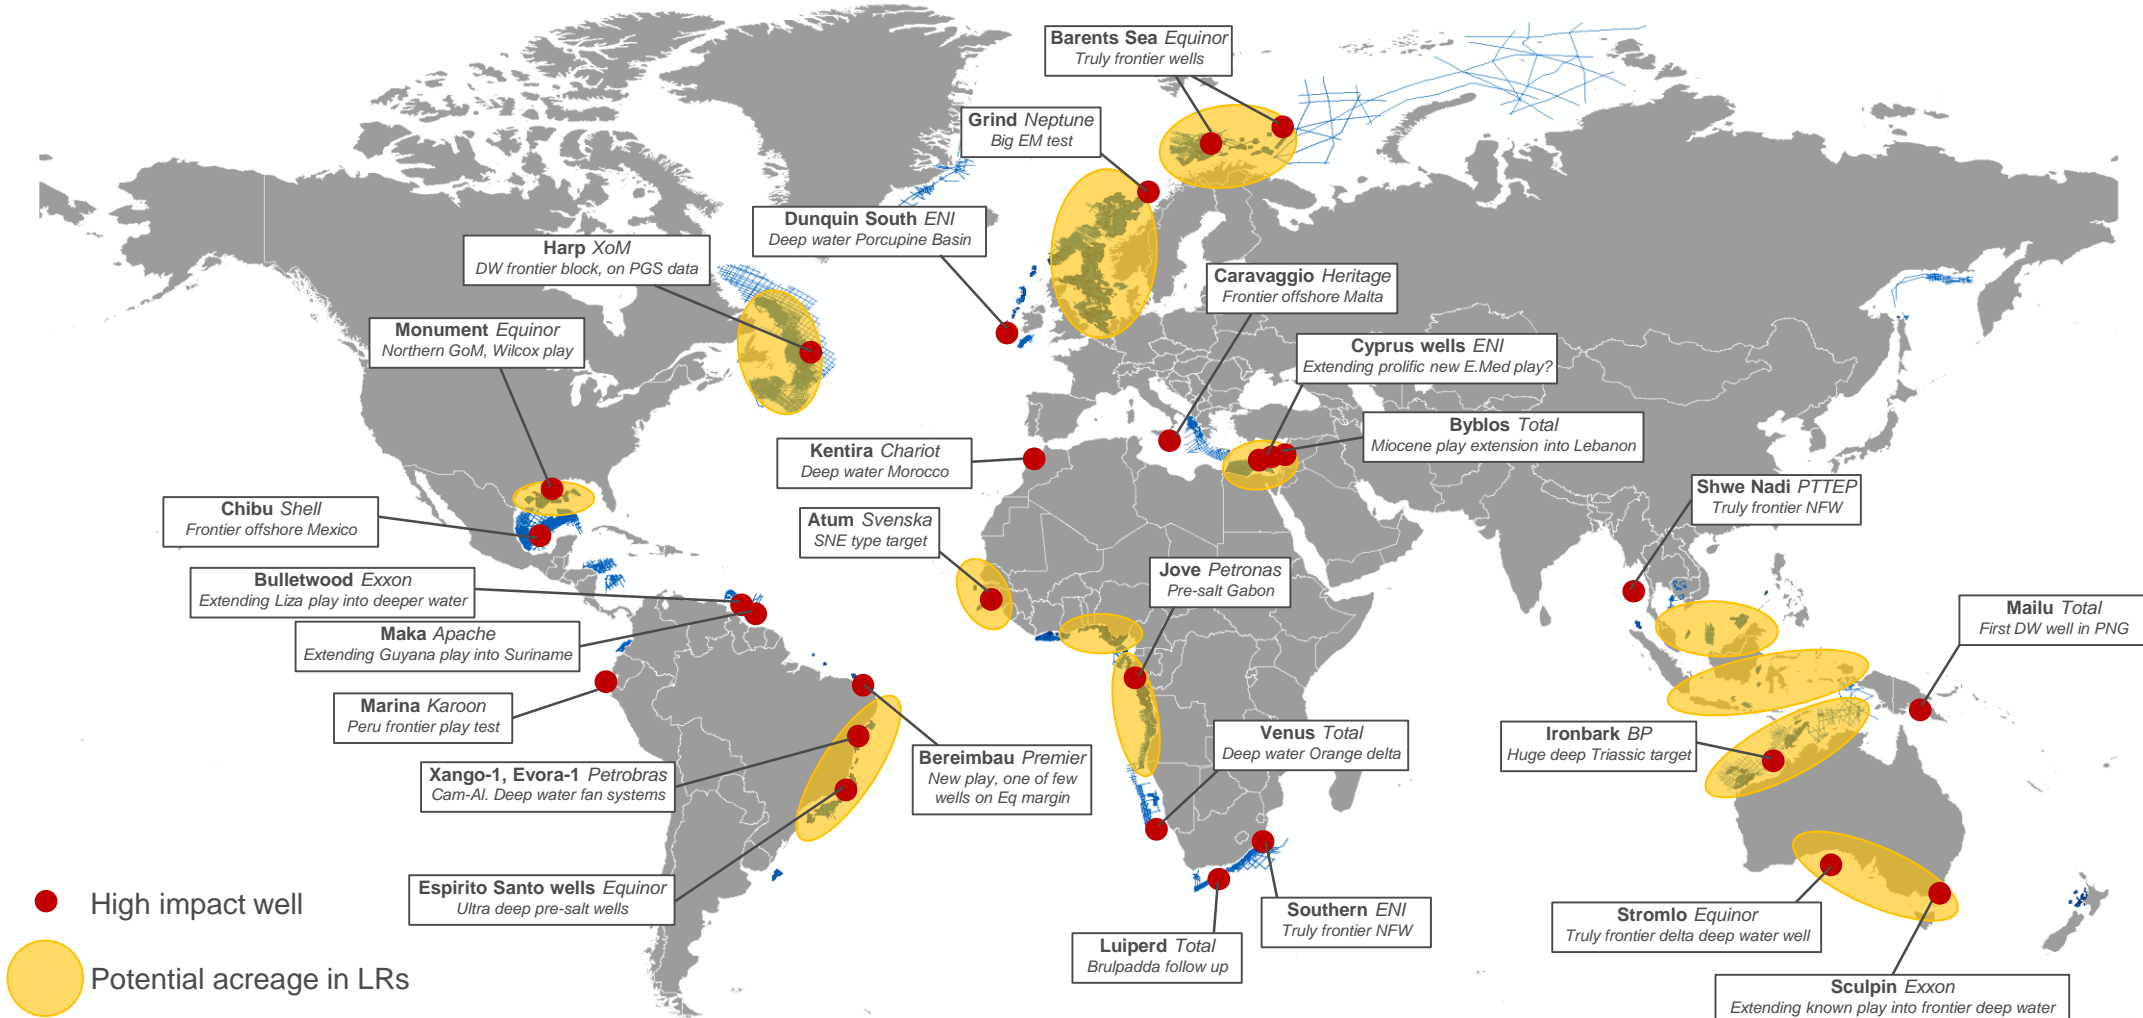 Barents Sea Equinor
Truly frontier wells
Grind Neptune
Big EM test
Dunquin South ENI
Deep water Porcupine Basin
Harp XoM
DW frontier block, on PGS data
Caravaggio Heritage
Frontier offshore Malta
Monument Equinor
Northern GoM, Wilcox play
Cyprus wells ENI
Extending prolific new E.Med play?
Byblos Total
Miocene play extension into Lebanon
Kentira Chariot
Deep water Morocco
Shwe Nadi PTTEP
Truly frontier NFW
Chibu Shell
Frontier offshore Mexico
Atum Svenska
SNE type target
Jove Petronas
Pre-salt Gabon
Bulletwood Exxon
Extending Liza play into deeper water
Maka Apache
Extending Guyana play into Suriname
Mailu Total
First DW well in PNG
Marina Karoon
Peru frontier play test
Venus Total
Deep water Orange delta
Ironbark BP
Huge deep Triassic target
Bereimbau Premier
New play, one of few
wells on Eq margin
Xango-1, Evora-1 Petrobras
Cam-Al. Deep water fan systems
Espirito Santo wells Equinor
Ultra deep pre-salt wells
Southern ENI
Truly frontier NFW
Stromlo Equinor
Truly frontier delta deep water well
Luiperd Total
Brulpadda follow up
Sculpin Exxon
Extending known play into frontier deep water
High impact well
Potential acreage in LRs